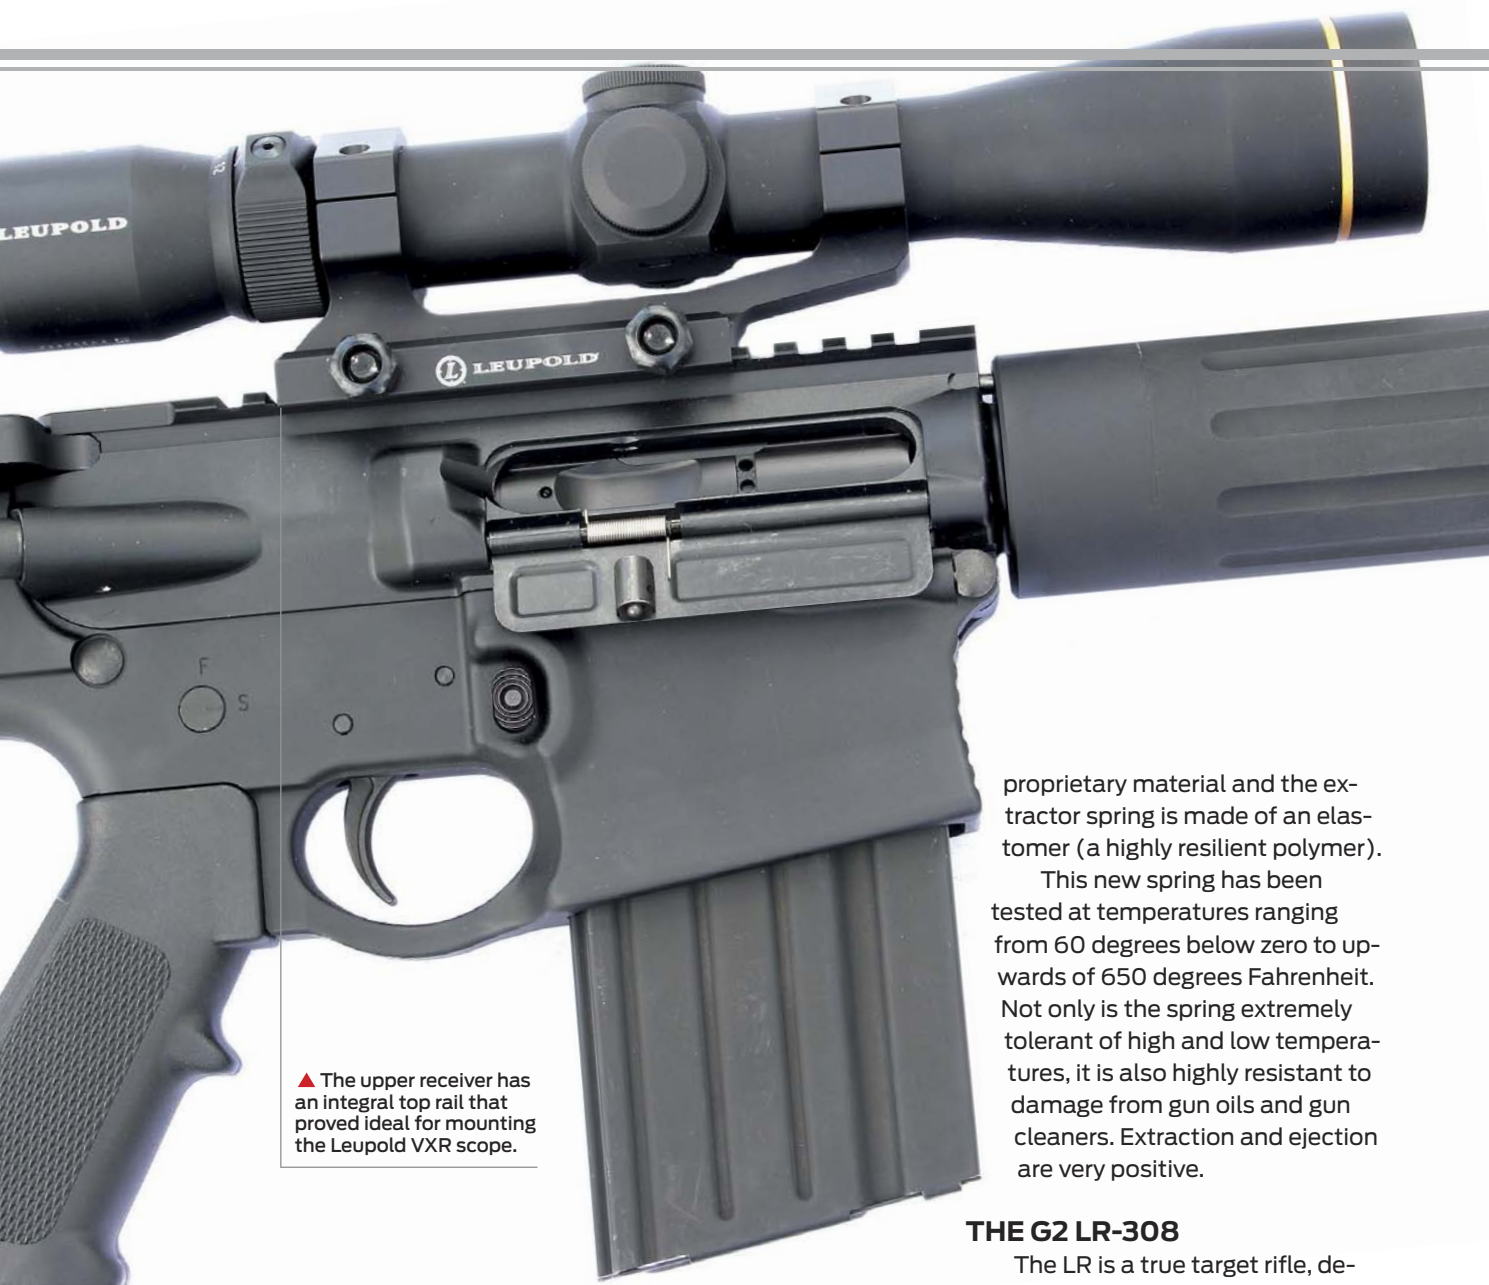 LEUPOLD
LEUPOLD
F
S
▲ The upper receiver has
an integral top rail that
proved ideal for mounting
the Leupold VXR scope.
proprietary material and the ex-
tractor spring is made of an elas-
tomer (a highly resilient polymer).
This new spring has been
tested at temperatures ranging
from 60 degrees below zero to up-
wards of 650 degrees Fahrenheit.
Not only is the spring extremely
tolerant of high and low tempera-
tures, it is also highly resistant to
damage from gun oils and gun
cleaners. Extraction and ejection
are very positive.
THE G2 LR-308
The LR is a true target rifle, de-